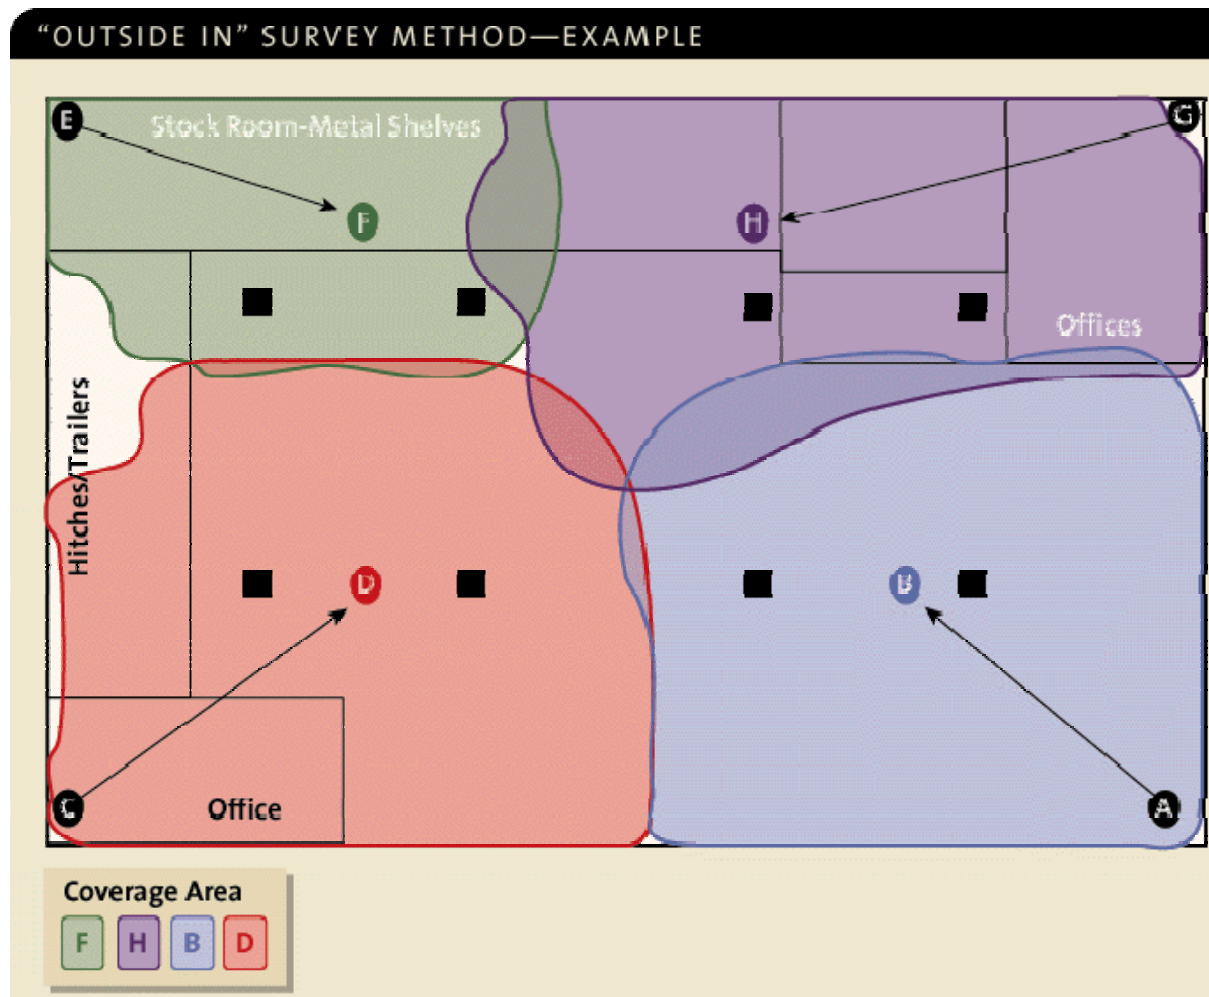 “OUTSIDE IN” SURVEY METHOD—EXAMPLE
E
Stock Room-Metal Shelves
G
F
H
Offices
Hitches/Trailers
D
B
C
Office
A
Coverage Area
F H B D